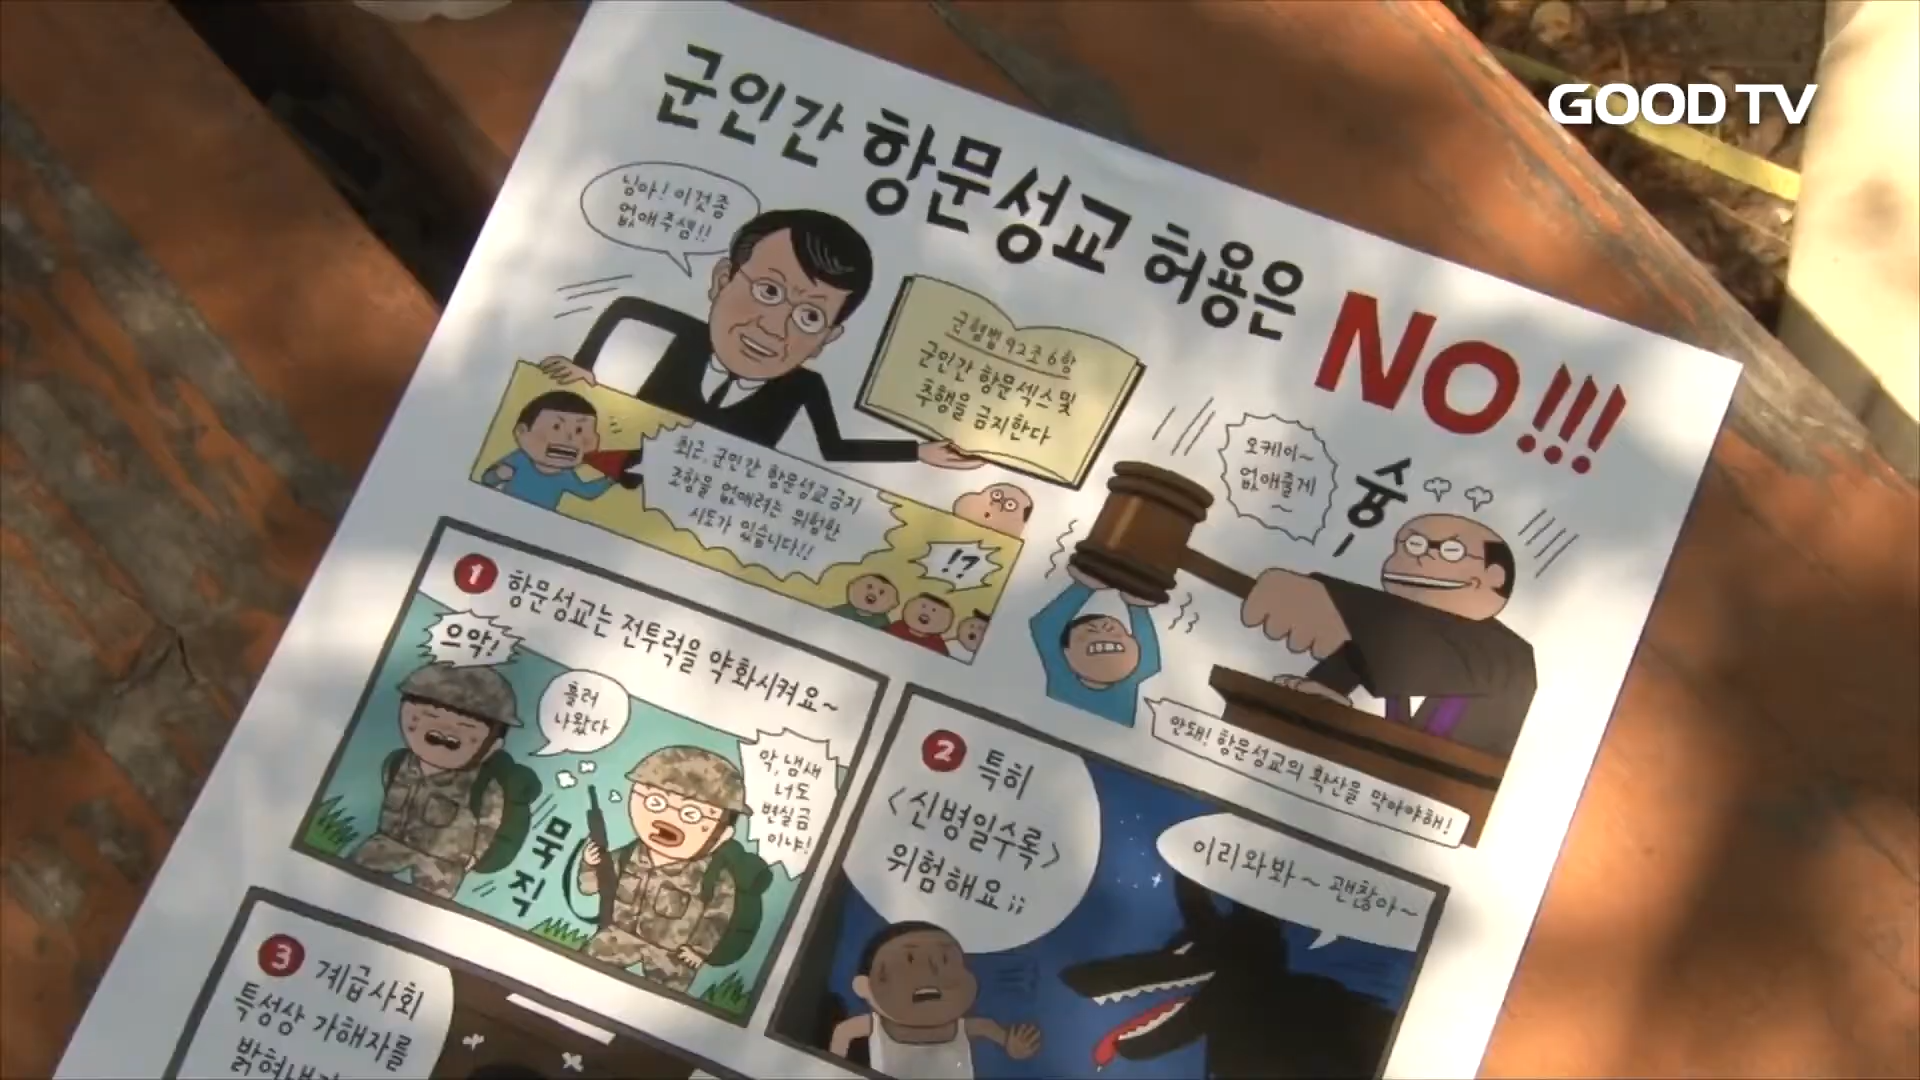 GOOD TV
군인간 항문성교 허용은 NO!!!
닝아! 이것좀
없애주셈!!
군형법 92조 6항
군인간 항문섹스 및
추행을 금지한다
최근, 군인간 항문성교금지
조항을 없애려는 위험한
시도가 있습니다!!
!?
오케이~
없애줄게
~
슝-
안돼! 항문성교의 확산을 막아야해!
1 항문성교는 전투력을 약화시켜요~
으악!
흘러
나왔다
악, 냄새
너도
변실금
이냐!
묵
직
2 특히
<신병일수록>
위험해요;;
이리와봐~ 괜찮아~
3 계급사회
특성상 가해자를